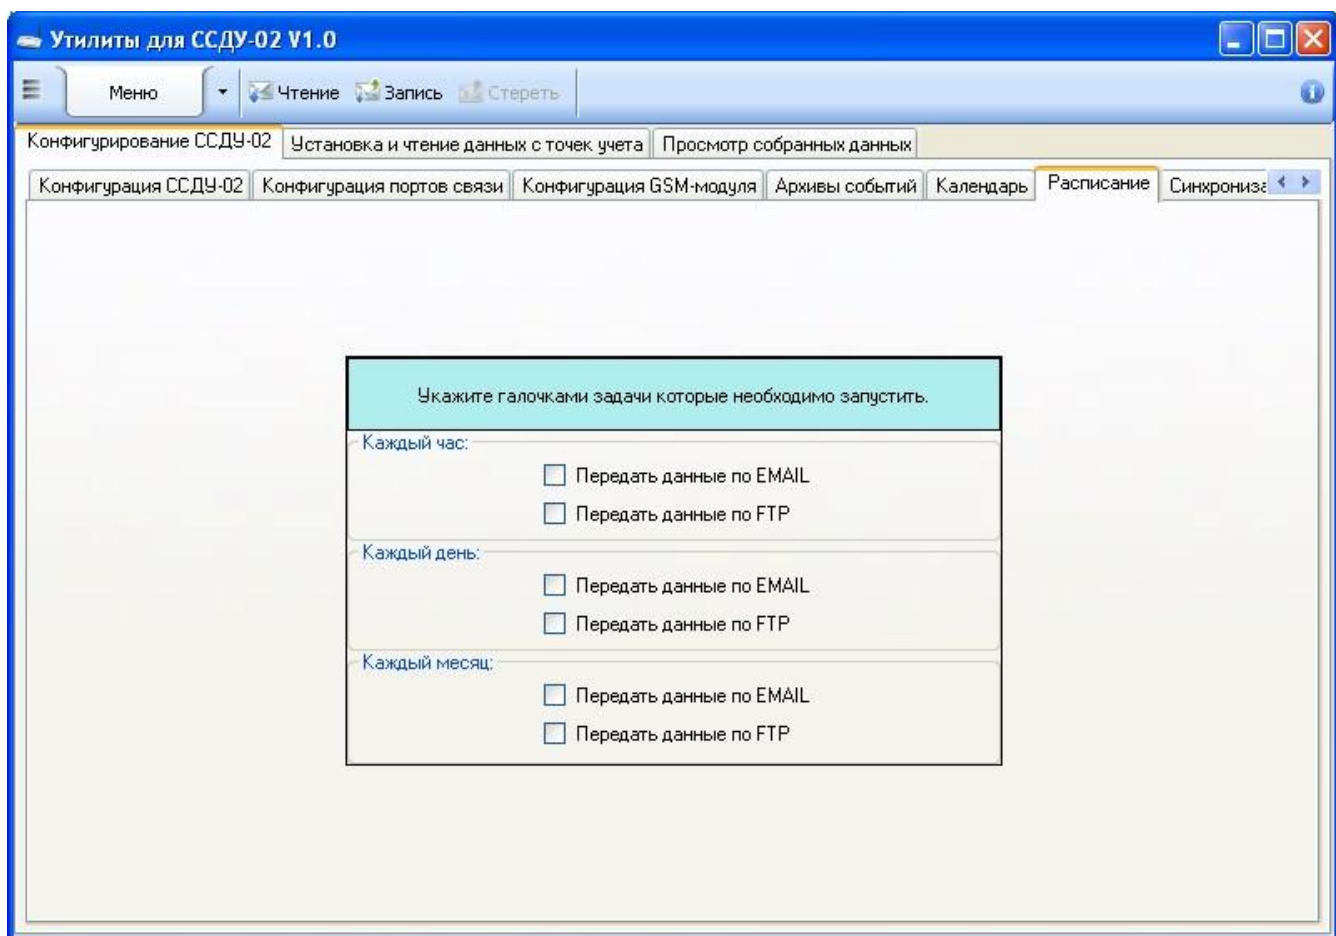 Утилиты для ССДУ-02 V1.0
Меню Чтение Запись Стереть
Конфигурирование ССДУ-02 Установка и чтение данных с точек учета Просмотр собранных данных
Конфигурация ССДУ-02 Конфигурация портов связи Конфигурация GSM-модуля Архивы событий Календарь Расписание Синхрониза
Укажите галочками задачи которые необходимо запустить.
Каждый час:
Передать данные по EMAIL
Передать данные по FTP
Каждый день:
Передать данные по EMAIL
Передать данные по FTP
Каждый месяц:
Передать данные по EMAIL
Передать данные по FTP